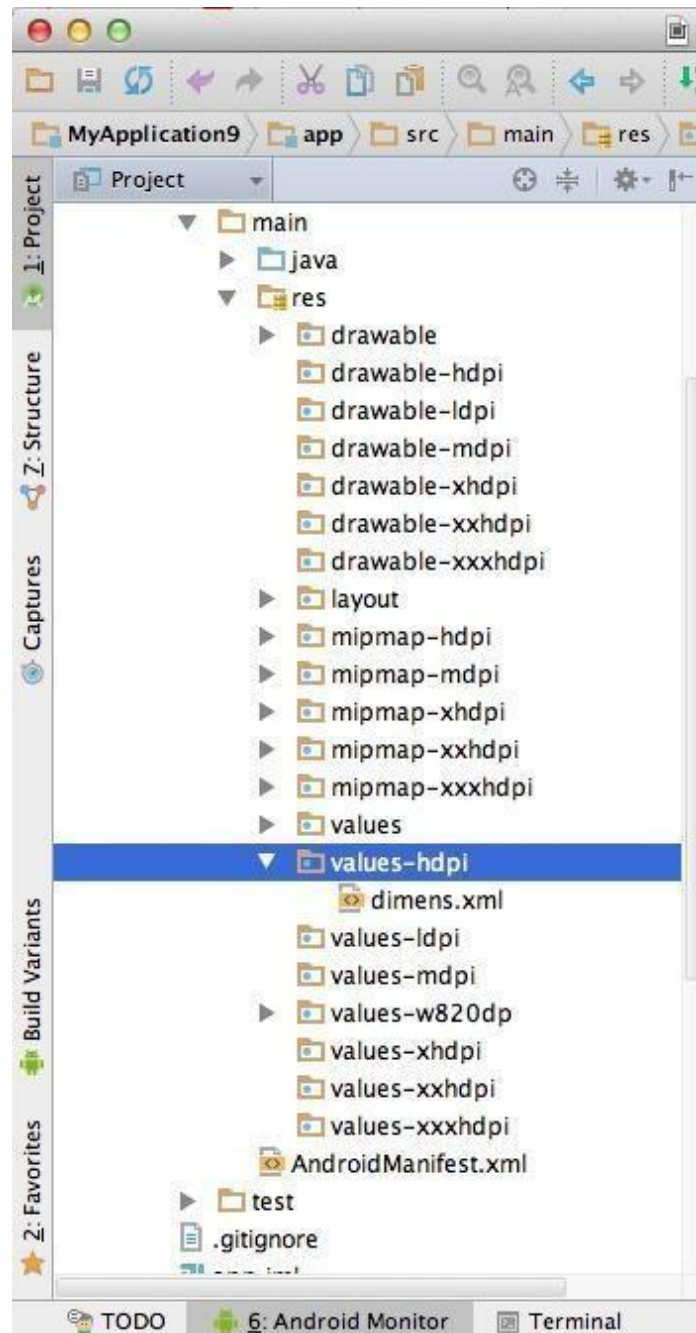 MyApplication9 app src main res
Project
1: Project
7: Structure
Captures
Build Variants
2: Favorites
main
java
res
drawable
drawable-hdpi
drawable-ldpi
drawable-mdpi
drawable-xhdpi
drawable-xxhdpi
drawable-xxxhdpi
layout
mipmap-hdpi
mipmap-mdpi
mipmap-xhdpi
mipmap-xxhdpi
mipmap-xxxhdpi
values
values-hdpi
dimens.xml
values-ldpi
values-mdpi
values-w820dp
values-xhdpi
values-xxhdpi
values-xxxhdpi
AndroidManifest.xml
test
.gitignore
TODO 6: Android Monitor Terminal